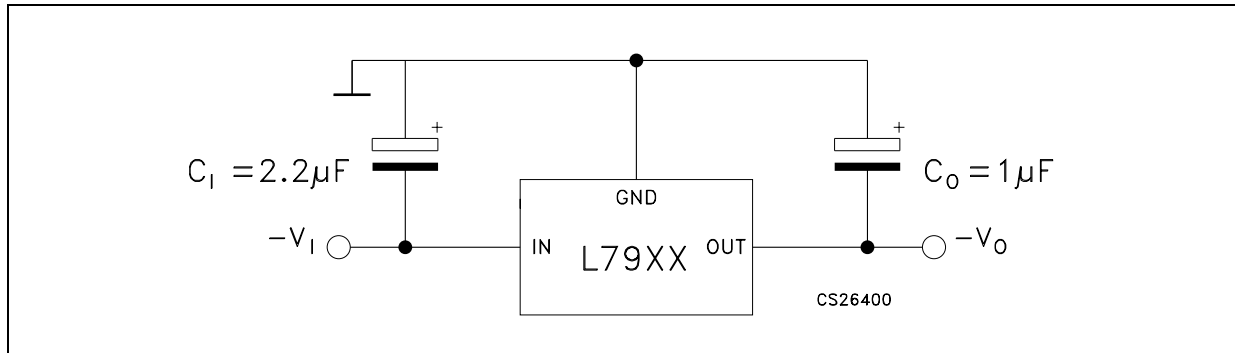 +
+
C_I = 2.2µF
C_O = 1µF
GND
-V_I
IN
L79XX
OUT
-V_O
CS26400